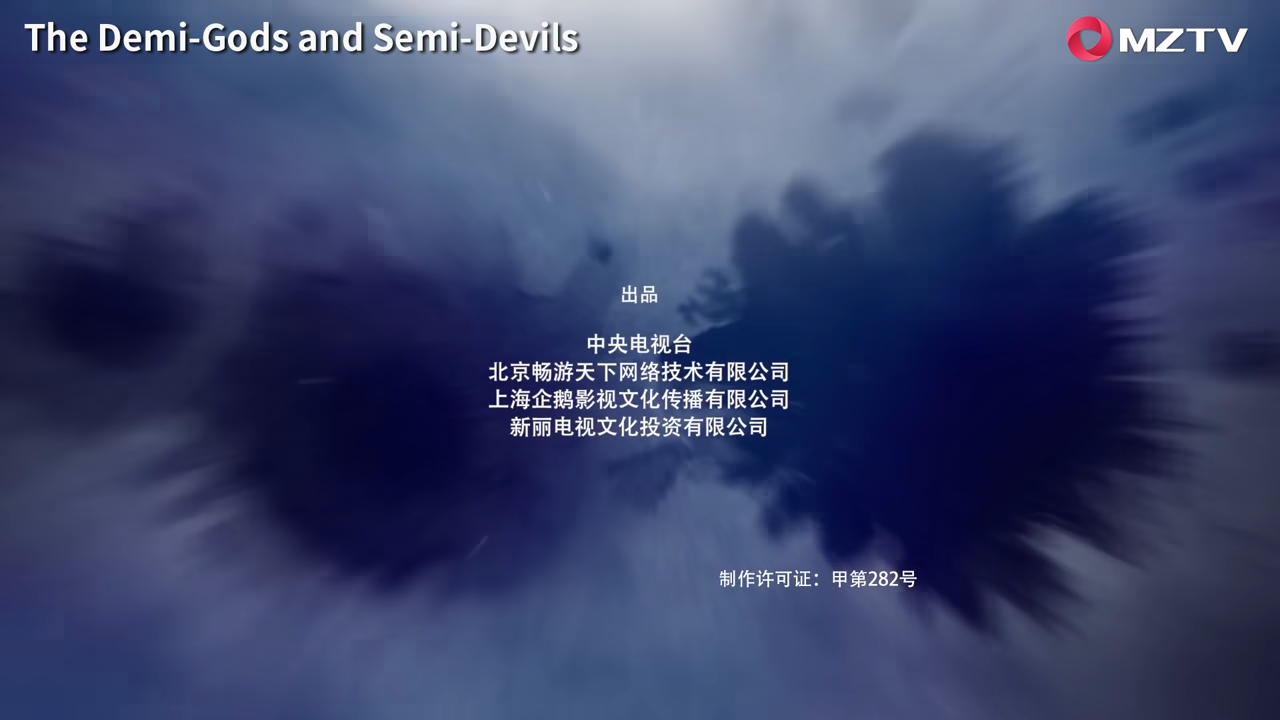 The Demi-Gods and Semi-Devils
MZTV
出品
中央电视台
北京畅游天下网络技术有限公司
上海企鹅影视文化传播有限公司
新丽电视文化投资有限公司
制作许可证：甲第282号